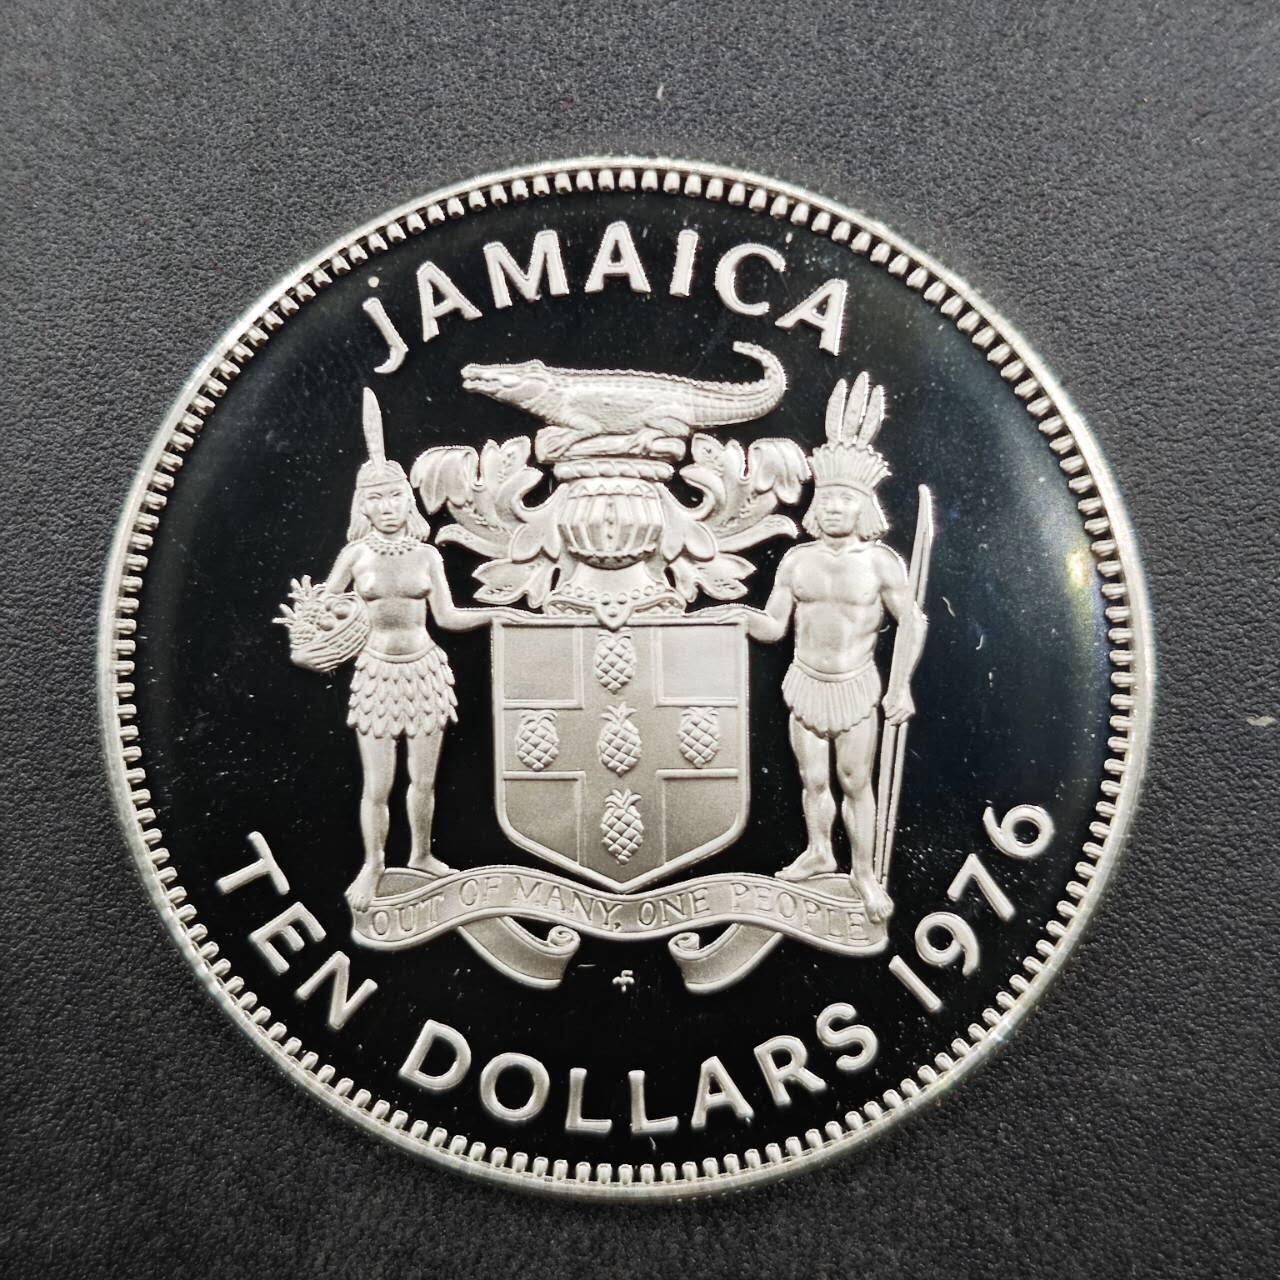 JAMAICA
OUT OF MANY, ONE PEOPLE
TEN DOLLARS 1976